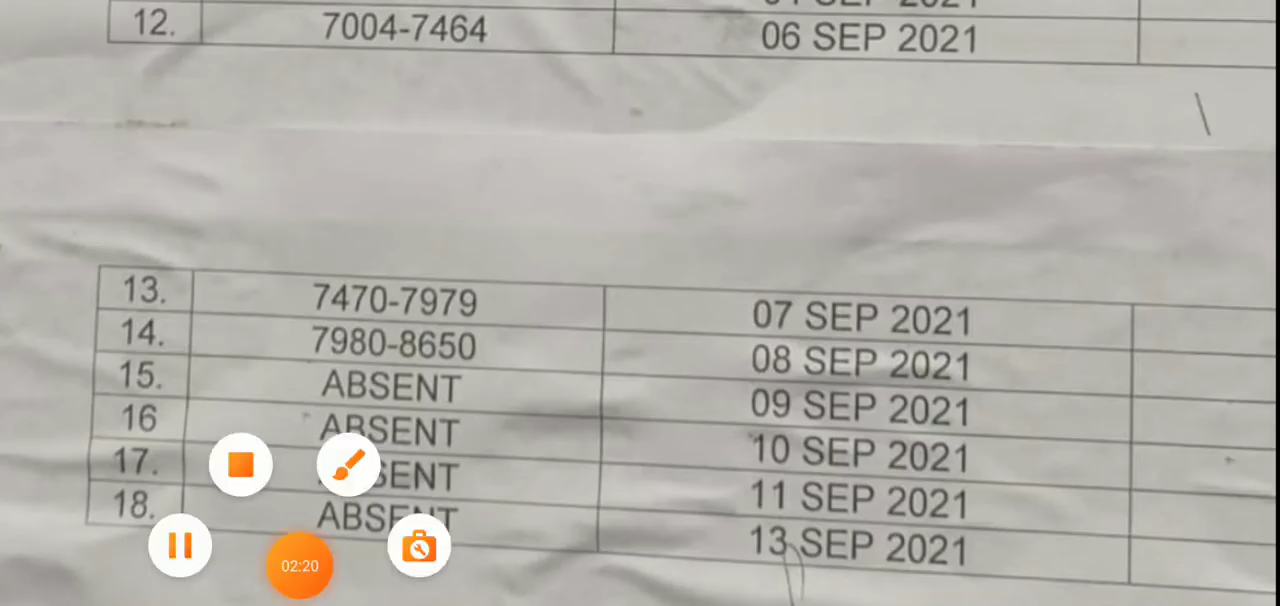 12. 7004-7464 06 SEP 2021
13. 7470-7979 07 SEP 2021
14. 7980-8650 08 SEP 2021
15. ABSENT 09 SEP 2021
16 ABSENT 10 SEP 2021
17. ABSENT 11 SEP 2021
18. ABSENT 13 SEP 2021
02:20